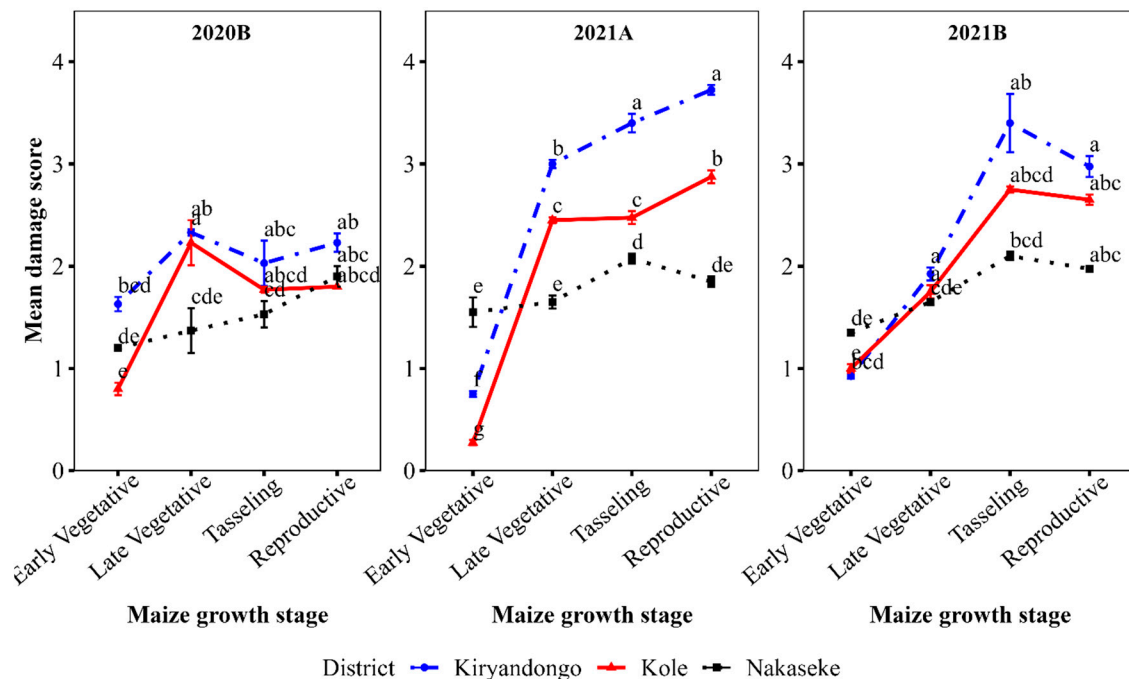 2020B 2021A 2021B
Mean damage score
4
3
2
1
0
bcd
de
e
ab
a
cde
abc
abcd
cd
ab
abc
abcd
4
3
2
1
0
e
f
g
b
c
e
a
c
d
a
b
de
4
3
2
1
0
de
e
bcd
a
a
cde
ab
abcd
bcd
a
abc
abc
Early Vegetative Late Vegetative Tasseling Reproductive
Early Vegetative Late Vegetative Tasseling Reproductive
Early Vegetative Late Vegetative Tasseling Reproductive
Maize growth stage Maize growth stage Maize growth stage
District Kiryandongo Kole Nakaseke